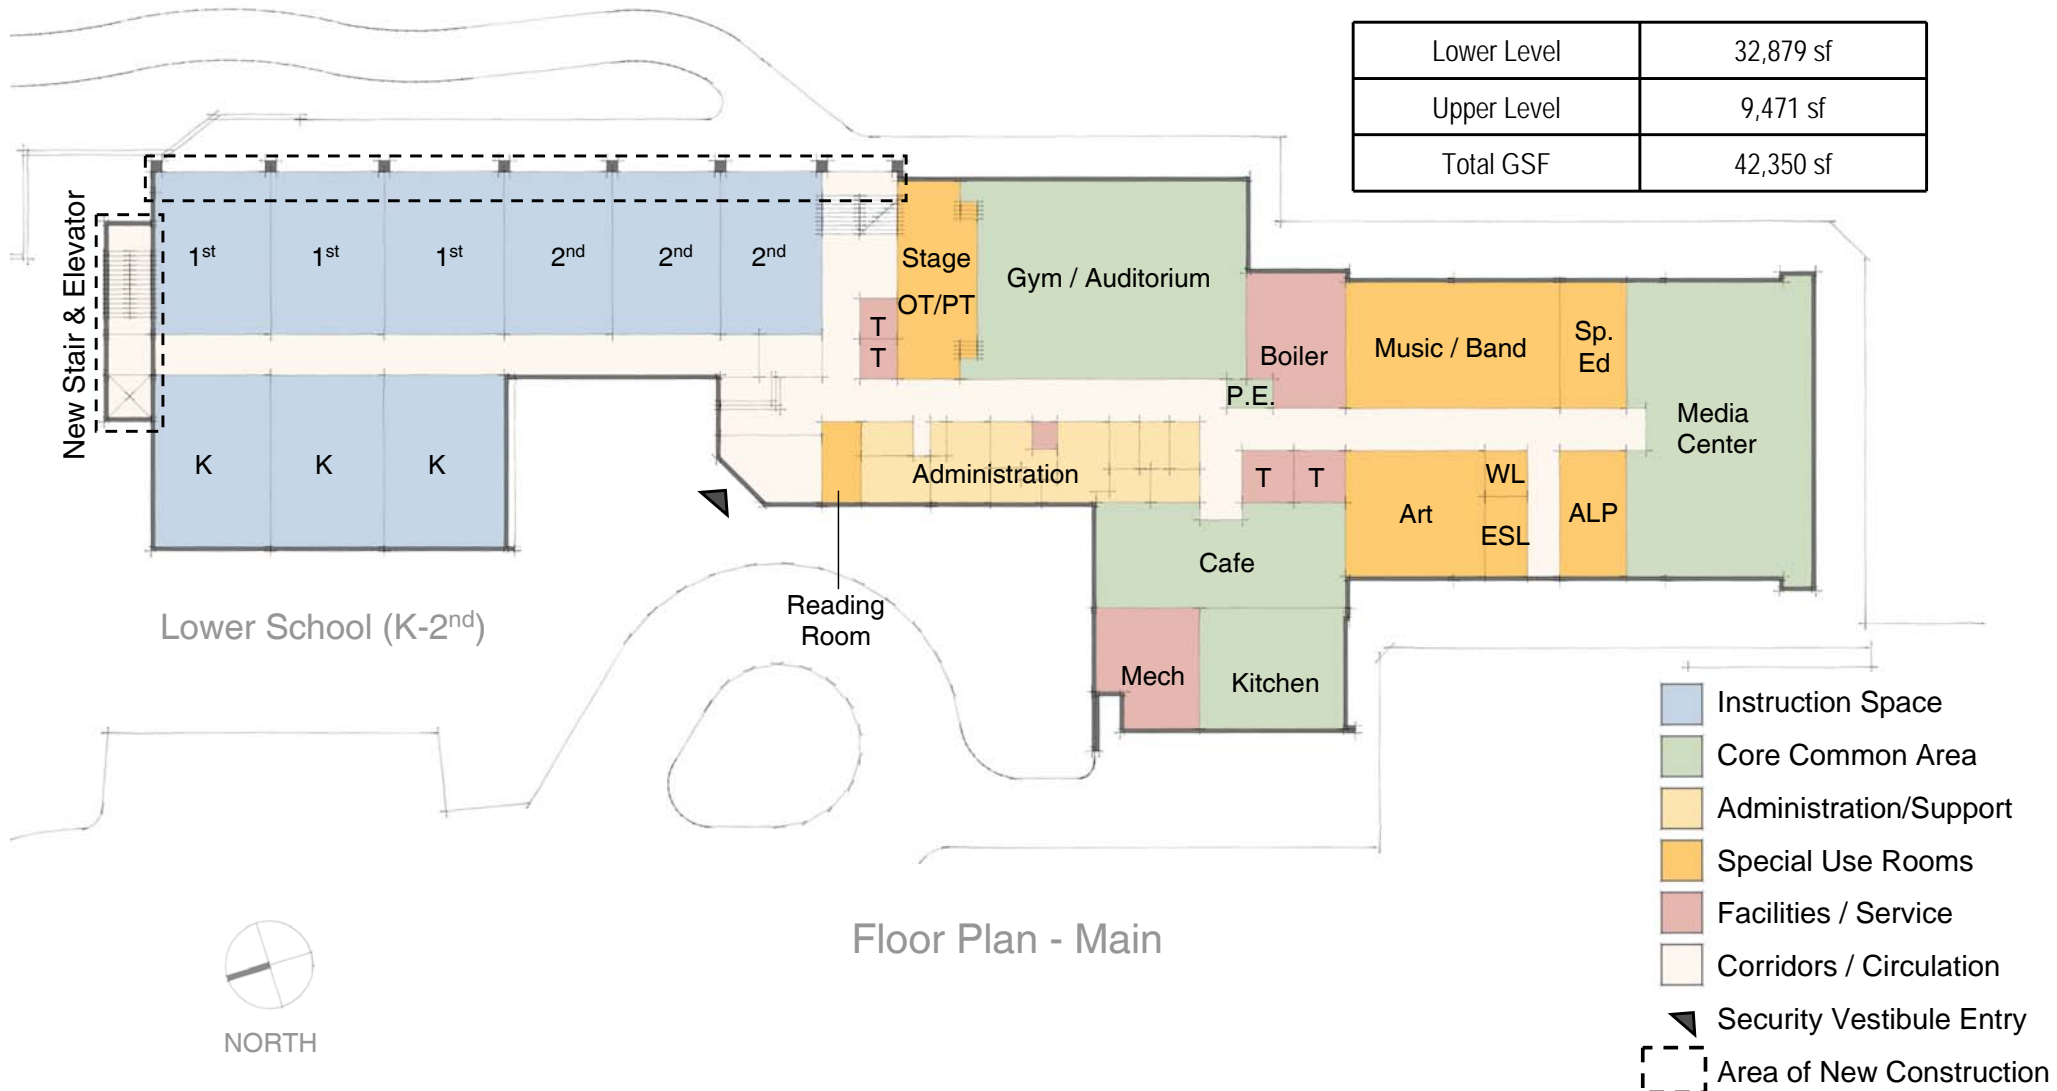 Lower Level 32,879 sf
Upper Level 9,471 sf
Total GSF 42,350 sf
New Stair & Elevator
1st 1st 1st 2nd 2nd 2nd
Stage
OT/PT
Gym / Auditorium
T
T
Boiler
P.E.
Music / Band
Sp.
Ed
Media
Center
K K K
Administration
T T
Art
WL
ESL
ALP
Cafe
Reading
Room
Mech
Kitchen
Lower School (K-2nd)
Instruction Space
Core Common Area
Administration/Support
Special Use Rooms
Facilities / Service
Corridors / Circulation
Security Vestibule Entry
Area of New Construction
Floor Plan - Main
NORTH